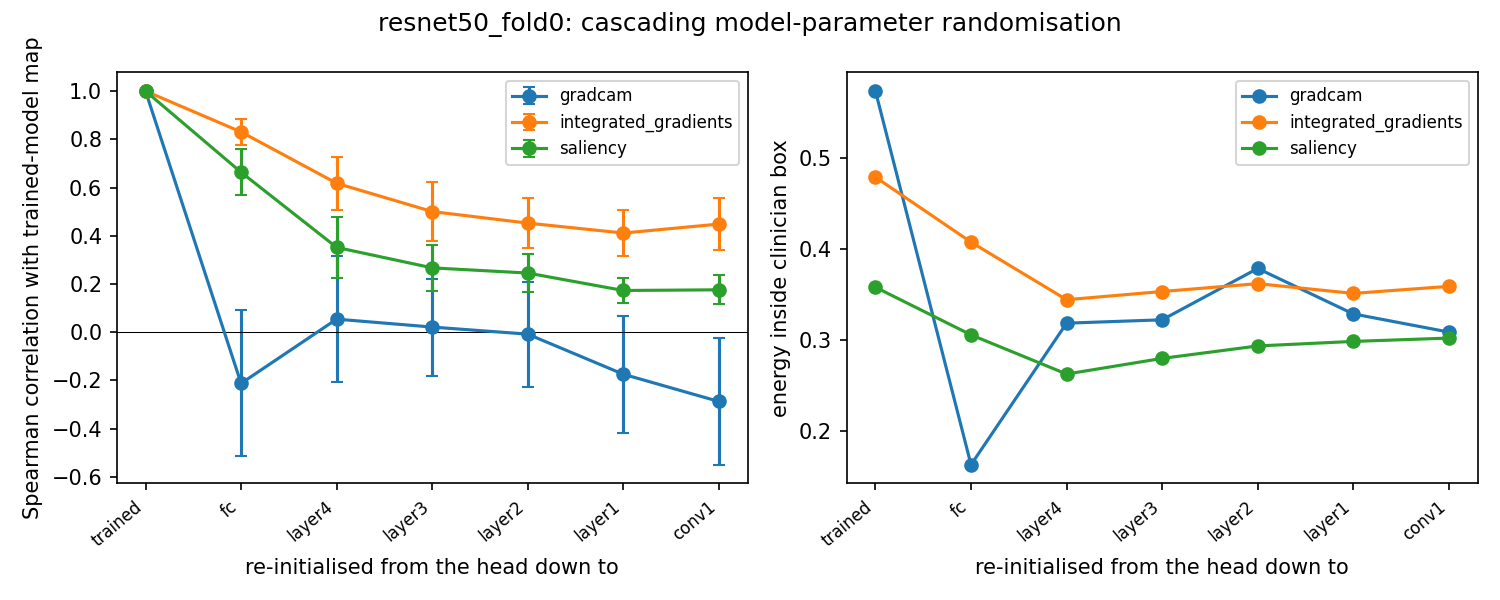 resnet50_fold0: cascading model-parameter randomisation
Spearman correlation with trained-model map
1.0
0.8
0.6
0.4
0.2
0.0
−0.2
−0.4
−0.6
gradcam
integrated_gradients
saliency
trained
fc
layer4
layer3
layer2
layer1
conv1
re-initialised from the head down to
energy inside clinician box
0.5
0.4
0.3
0.2
gradcam
integrated_gradients
saliency
trained
fc
layer4
layer3
layer2
layer1
conv1
re-initialised from the head down to